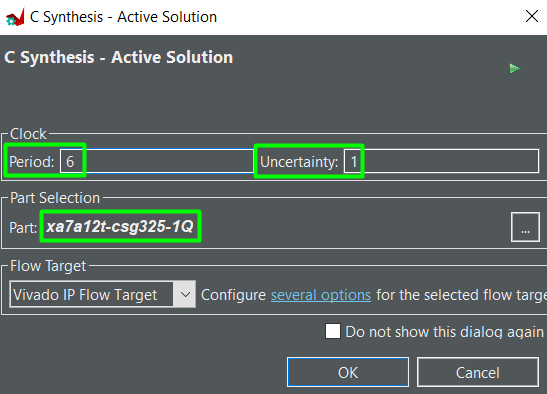 C Synthesis - Active Solution
C Synthesis - Active Solution
Clock
Period: 6 Uncertainty: 1
Part Selection
Part: xa7a12t-csg325-1Q ...
Flow Target
Vivado IP Flow Target Configure several options for the selected flow targe
Do not show this dialog again
OK Cancel